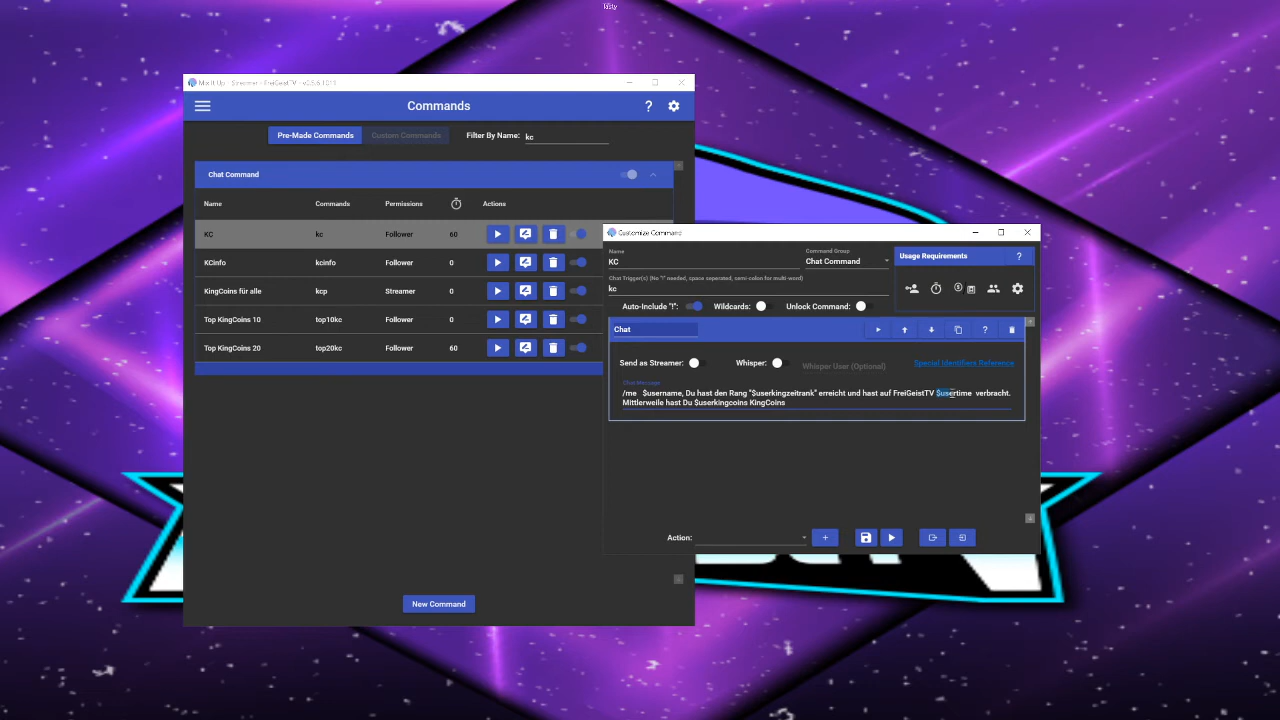 Mix It Up - Streamer - FreiGeistTV - v0.5.6.1011
Commands
?
Pre-Made Commands
Custom Commands
Filter By Name:
kc
Chat Command
Name
Commands
Permissions
Actions
KC
kc
Follower
60
KCinfo
kcinfo
Follower
0
KingCoins für alle
kcp
Streamer
0
Top KingCoins 10
top10kc
Follower
0
Top KingCoins 20
top20kc
Follower
60
New Command
Customize Command
Name
KC
Command Group
Chat Command
Usage Requirements
?
Chat Trigger(s) (No "!" needed, space seperated, semi-colon for multi-word)
kc
Auto-Include "!":
Wildcards:
Unlock Command:
Chat
?
Send as Streamer:
Whisper:
Whisper User (Optional)
Special Identifiers Reference
Chat Message
/me $username, Du hast den Rang "$userkingzeitrank" erreicht und hast auf FreiGeistTV $usertime verbracht.
Mittlerweile hast Du $userkingcoins KingCoins
Action:
+